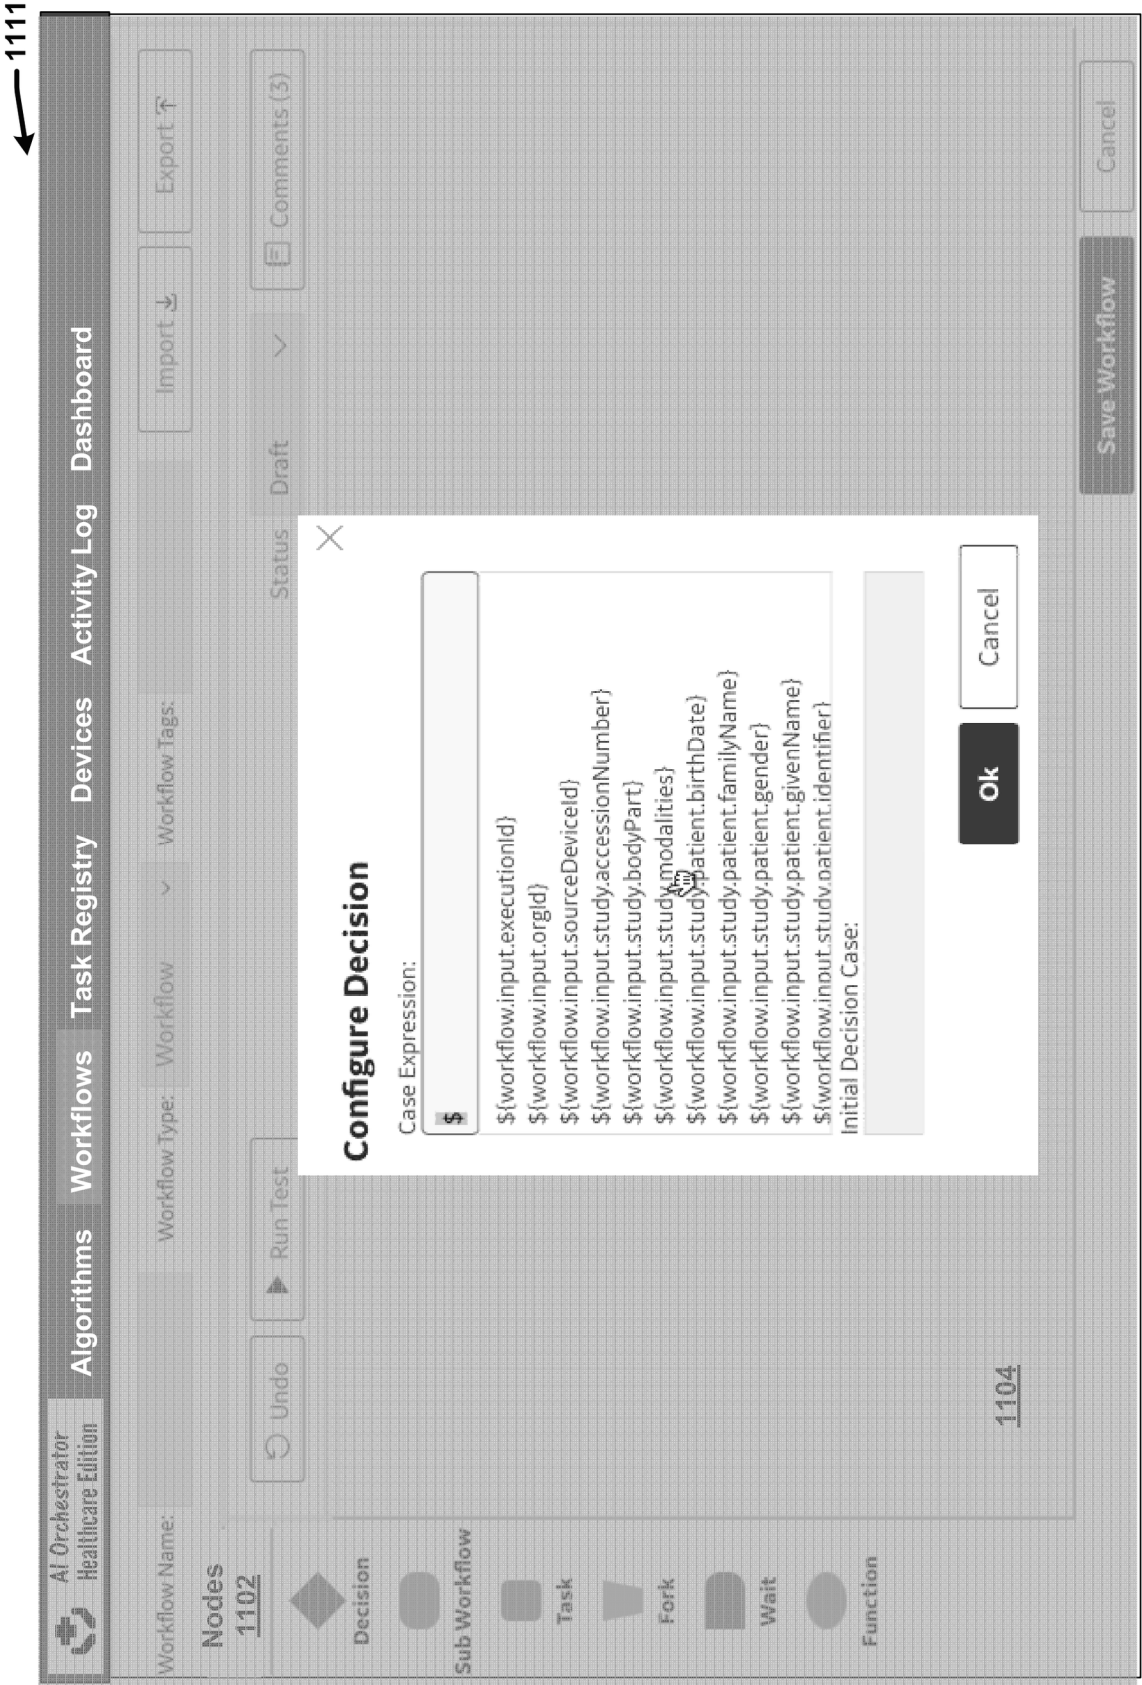 1111
AI Orchestrator
Healthcare Edition
Algorithms Workflows Task Registry Devices Activity Log Dashboard
Workflow Name: Workflow Type: Workflow Workflow Tags: Import Export
Nodes
1102
Undo Run Test Status Draft Comments (3)
Decision
Sub Workflow
Task
Fork
Wait
Function
Configure Decision
Case Expression:
$
${workflow.input.executionId}
${workflow.input.orgId}
${workflow.input.sourceDeviceId}
${workflow.input.study.accessionNumber}
${workflow.input.study.bodyPart}
${workflow.input.study.modalities}
${workflow.input.study.patient.birthDate}
${workflow.input.study.patient.familyName}
${workflow.input.study.patient.gender}
${workflow.input.study.patient.givenName}
${workflow.input.study.patient.identifier}
Initial Decision Case:
Ok Cancel
1104
Save Workflow Cancel